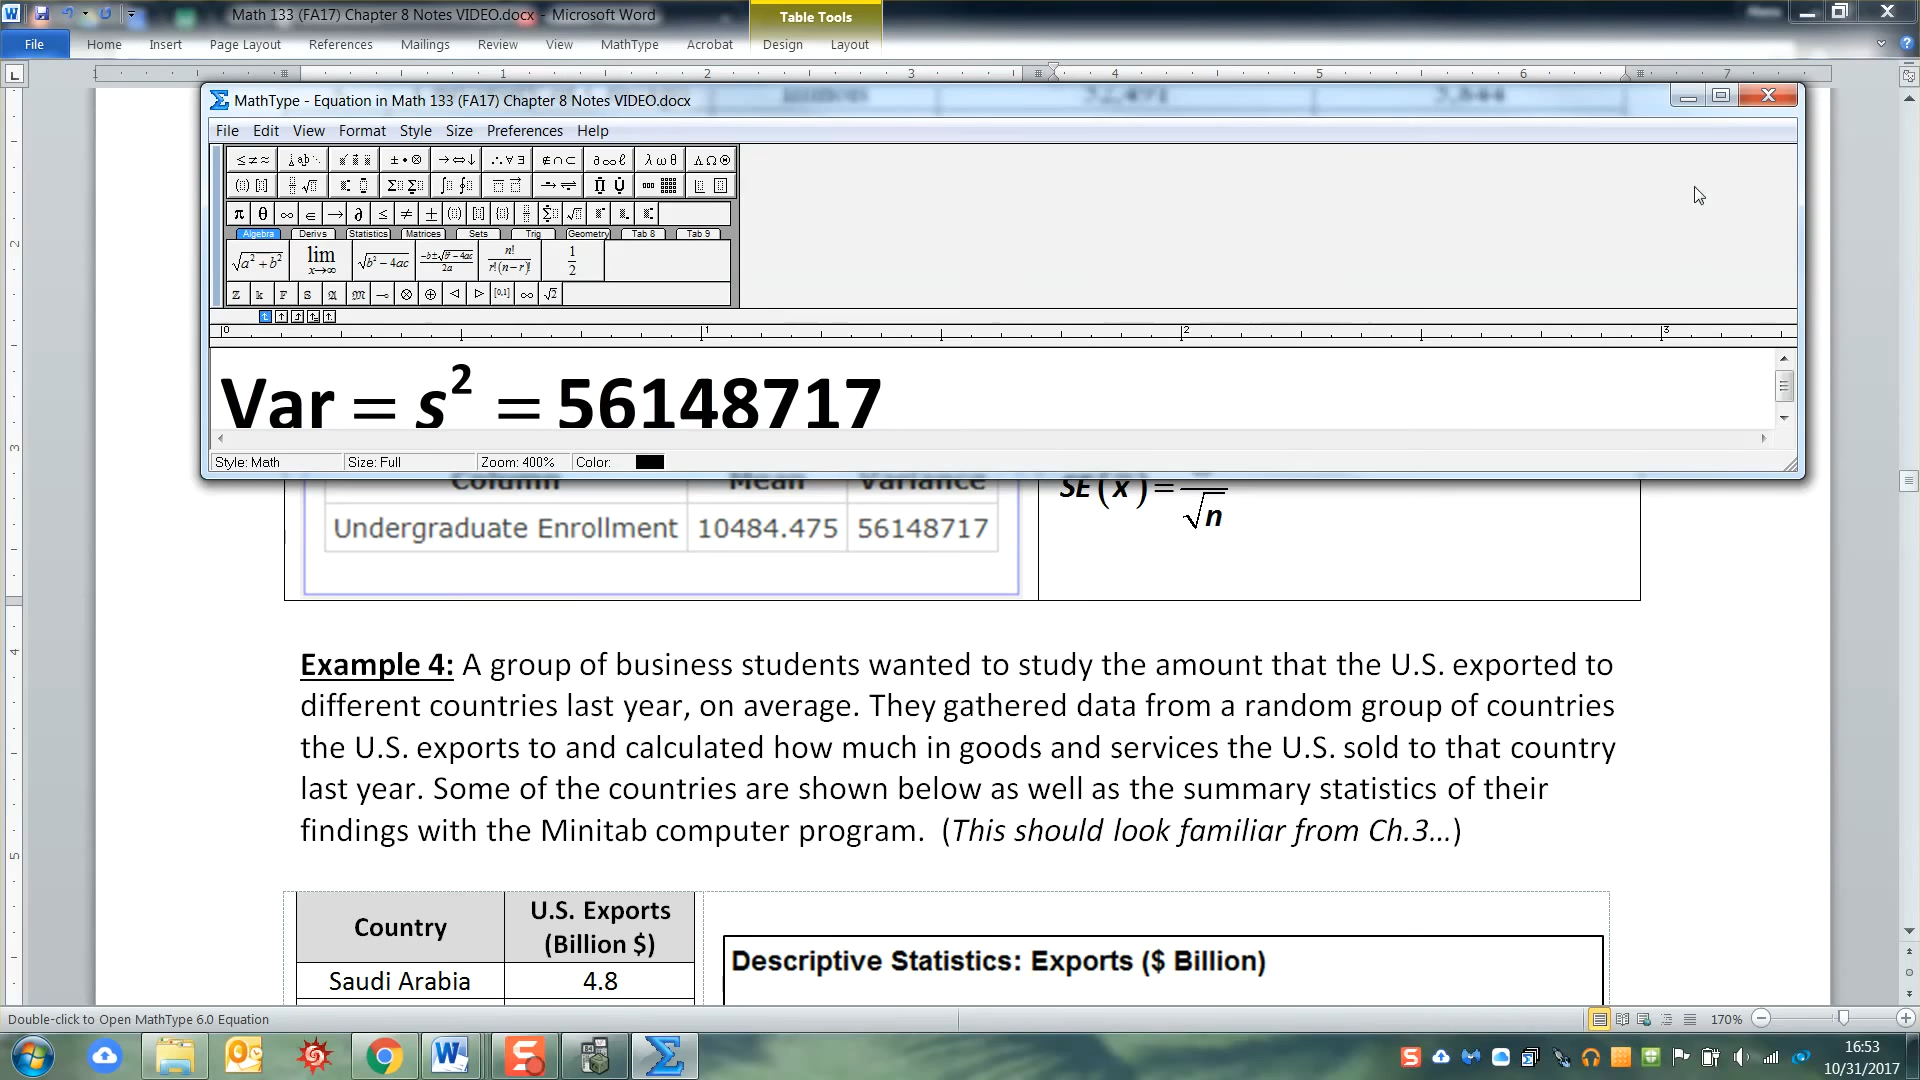 Math 133 (FA17) Chapter 8 Notes VIDEO.docx - Microsoft Word
Table Tools
File Home Insert Page Layout References Mailings Review View MathType Acrobat Design Layout
MathType - Equation in Math 133 (FA17) Chapter 8 Notes VIDEO.docx
File Edit View Format Style Size Preferences Help
Algebra Derivs Statistics Matrices Sets Trig Geometry Tab 8 Tab 9
Var = s² = 56148717
Style: Math Size: Full Zoom: 400% Color:
Column Mean Variance
Undergraduate Enrollment 10484.475 56148717
Example 4: A group of business students wanted to study the amount that the U.S. exported to
different countries last year, on average. They gathered data from a random group of countries
the U.S. exports to and calculated how much in goods and services the U.S. sold to that country
last year. Some of the countries are shown below as well as the summary statistics of their
findings with the Minitab computer program. (This should look familiar from Ch.3...)
Country
U.S. Exports
(Billion $)
Saudi Arabia 4.8
Descriptive Statistics: Exports ($ Billion)
Double-click to Open MathType 6.0 Equation
170%
16:53
10/31/2017